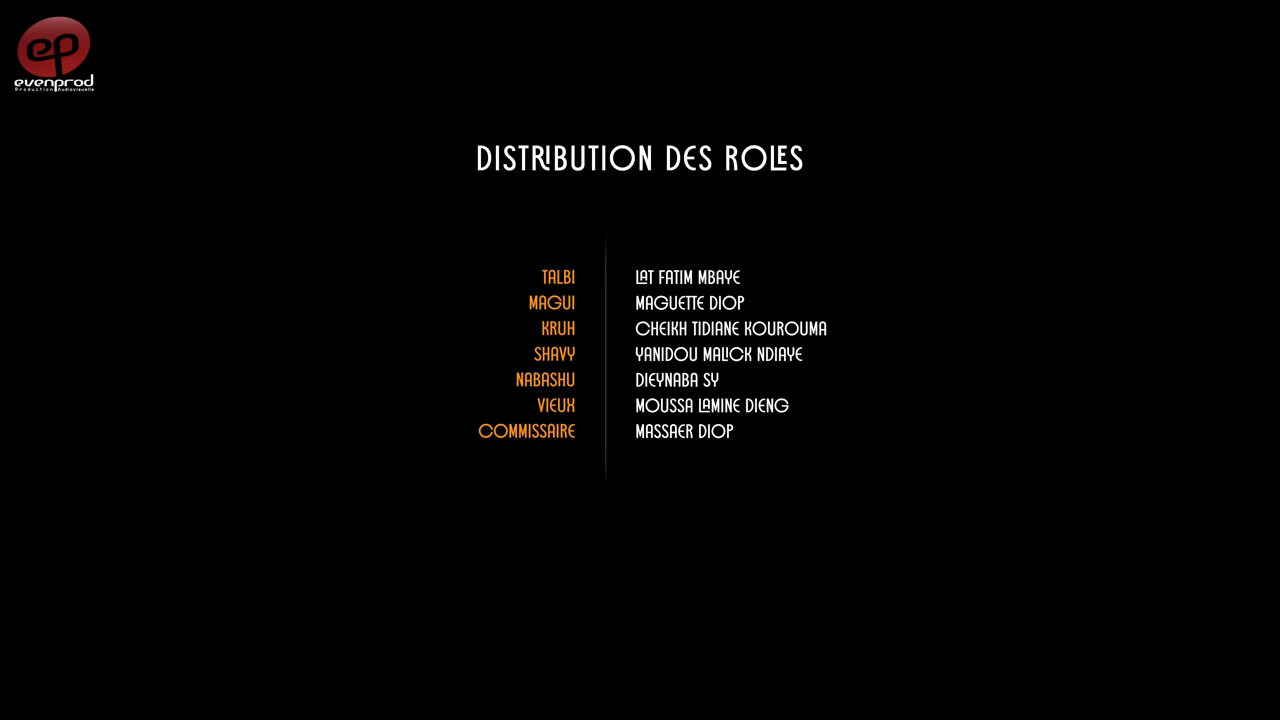 ep
evenprod
Production Audiovisuelle
DISTRIBUTION DES ROLES
TALBI LAT FATIM MBAYE
MAGUI MAGUETTE DIOP
KRUH CHEIKH TIDIANE KOUROUMA
SHAVY YANIDOU MALICK NDIAYE
NABASHU DIEYNABA SY
VIEUX MOUSSA LAMINE DIENG
COMMISSAIRE MASSAER DIOP